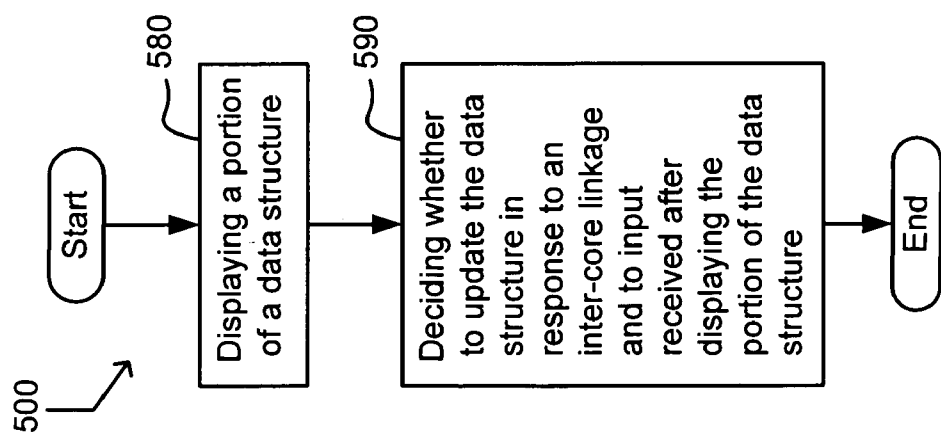 500
Start
580
Displaying a portion
of a data structure
590
Deciding whether
to update the data
structure in
response to an
inter-core linkage
and to input
received after
displaying the
portion of the data
structure
End